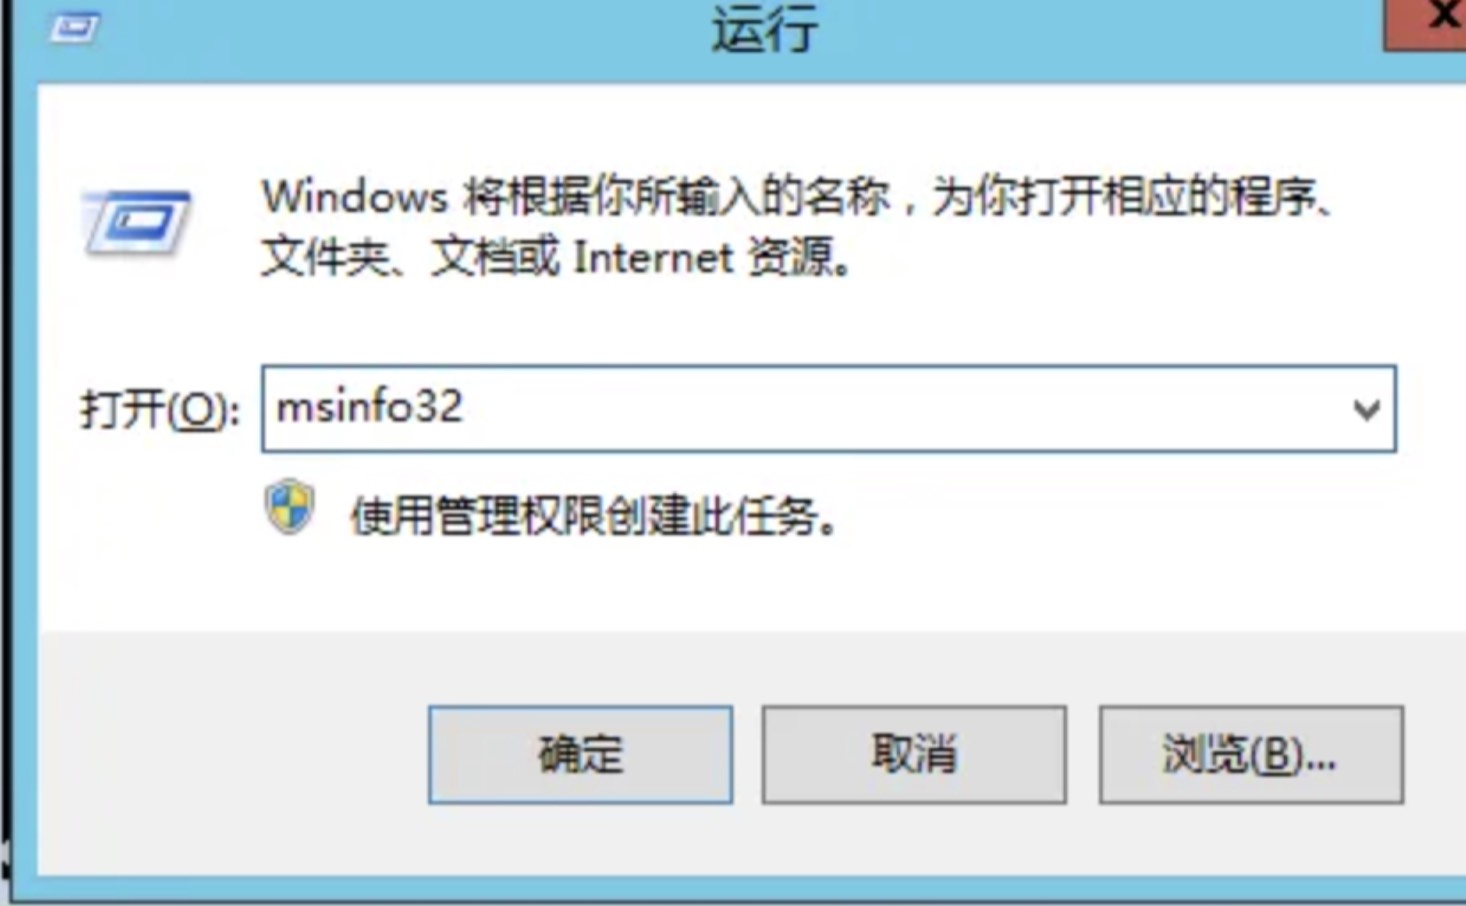 运行
Windows 将根据你所输入的名称，为你打开相应的程序、
文件夹、文档或 Internet 资源。
打开(O): msinfo32
使用管理权限创建此任务。
确定 取消 浏览(B)...